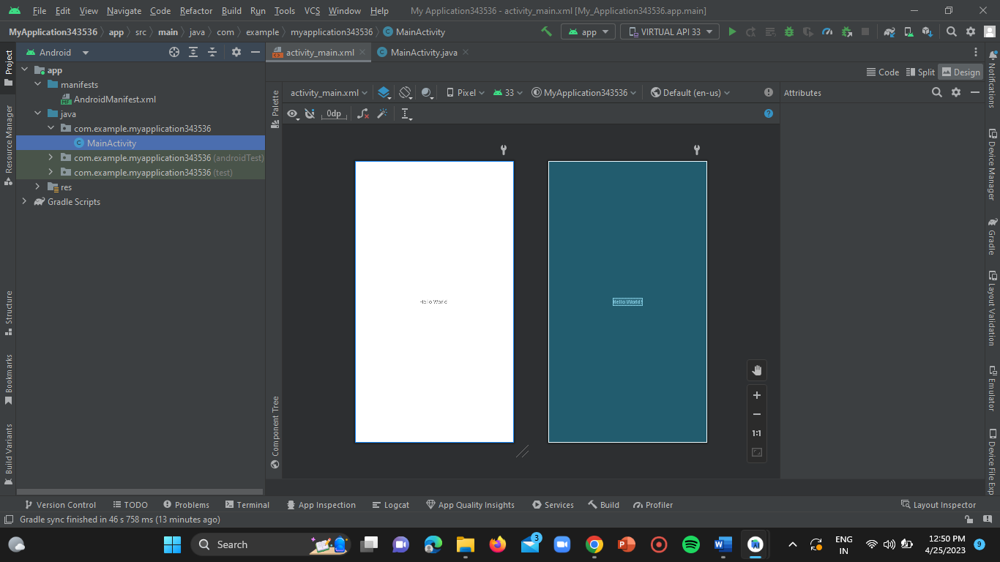 File Edit View Navigate Code Refactor Build Run Tools VCS Window Help My Application343536 - activity_main.xml [My_Application343536.app.main]
MyApplication343536 app src main java com example myapplication343536 MainActivity app VIRTUAL API 33
Project
Resource Manager
Structure
Bookmarks
Build Variants
Android
app
manifests
AndroidManifest.xml
java
com.example.myapplication343536
MainActivity
com.example.myapplication343536 (androidTest)
com.example.myapplication343536 (test)
res
Gradle Scripts
activity_main.xml MainActivity.java
Code Split Design
Palette
Component Tree
activity_main.xml Pixel 33 MyApplication343536 Default (en-us)
0dp
Hello World
Hello World!
1:1
Attributes
Notifications
Device Manager
Gradle
Layout Validation
Emulator
Device File Exp
Version Control TODO Problems Terminal App Inspection Logcat App Quality Insights Services Build Profiler Layout Inspector
Gradle sync finished in 46 s 758 ms (13 minutes ago)
Search 3 ENG 12:50 PM
IN 4/25/2023 9